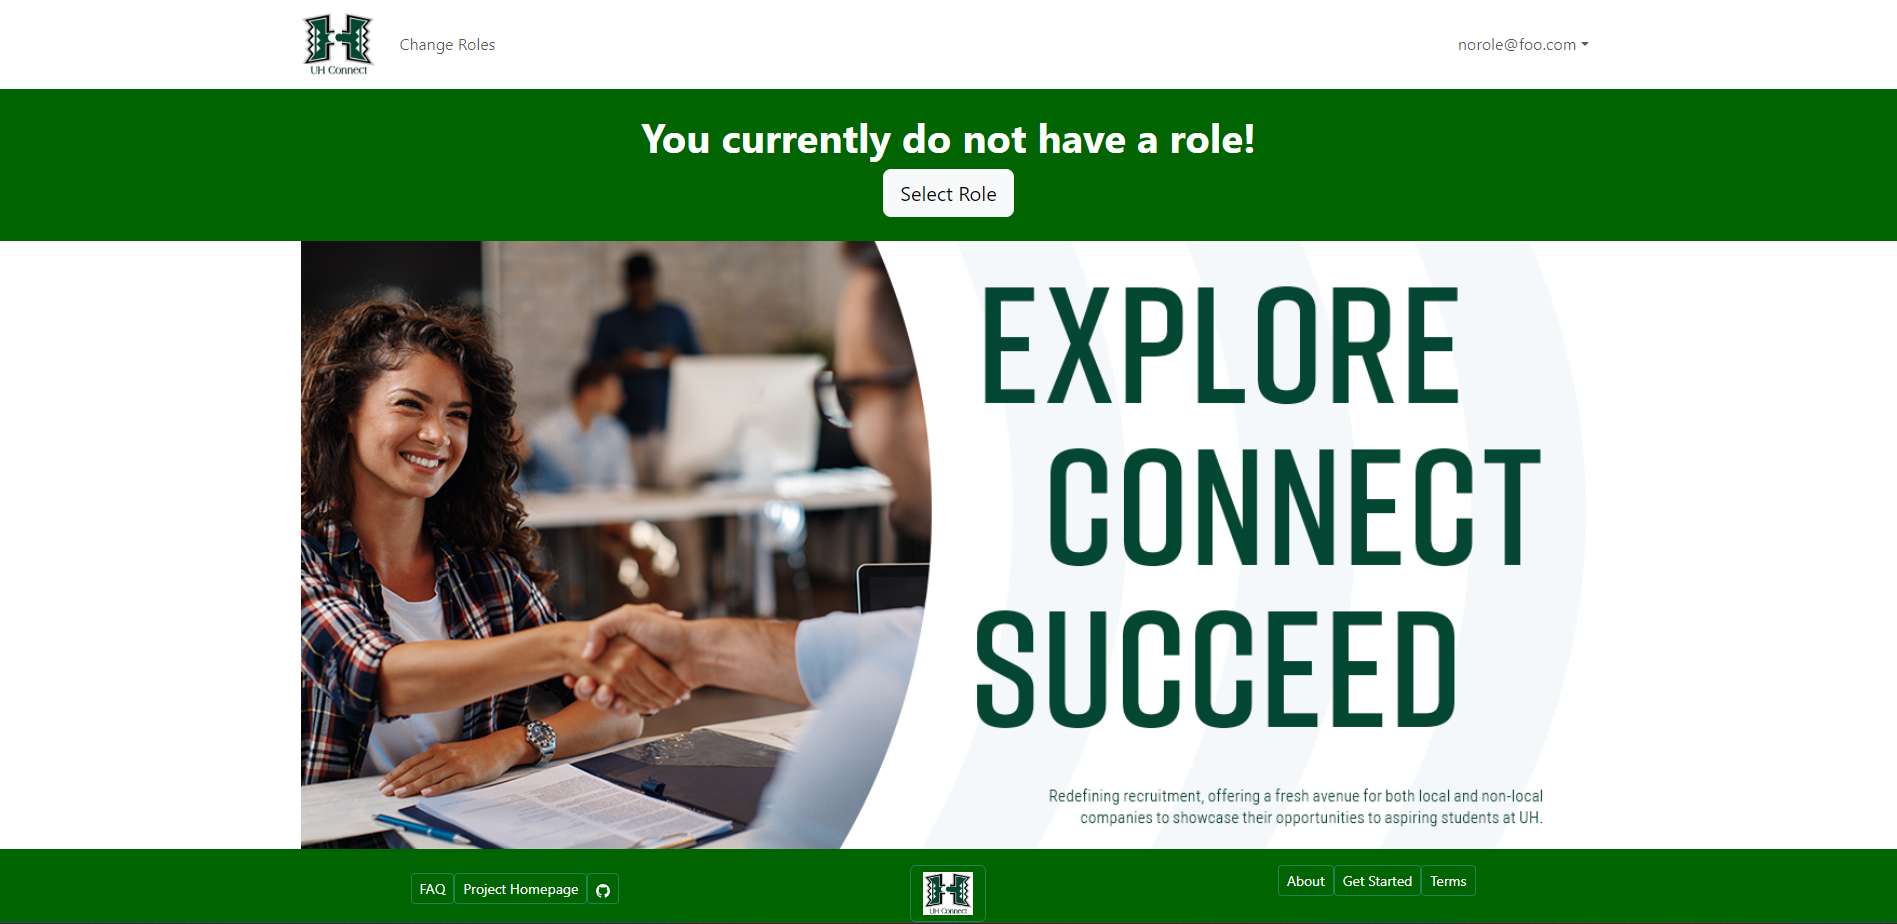 UH Connect
Change Roles
norole@foo.com
You currently do not have a role!
Select Role
EXPLORE
CONNECT
SUCCEED
Redefining recruitment, offering a fresh avenue for both local and non-local
companies to showcase their opportunities to aspiring students at UH.
FAQ
Project Homepage
UH Connect
About
Get Started
Terms